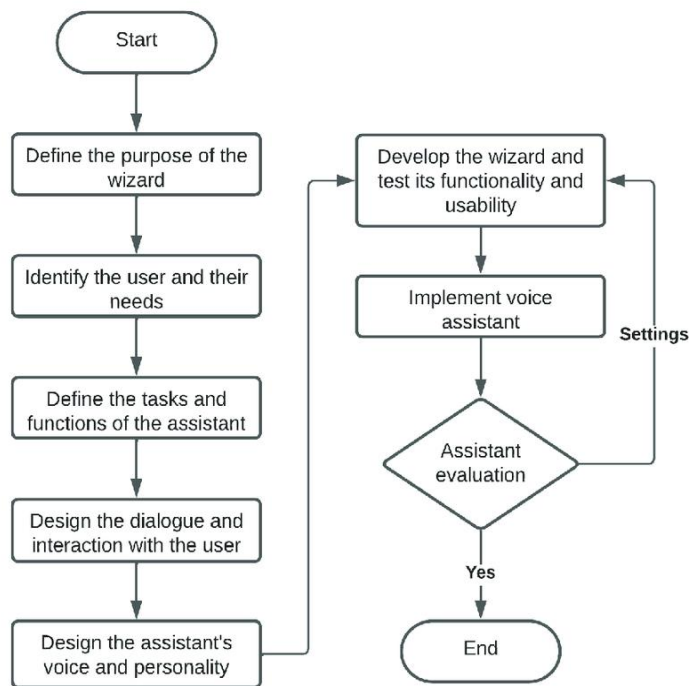 Start
Define the purpose of the
wizard
Identify the user and their
needs
Define the tasks and
functions of the assistant
Design the dialogue and
interaction with the user
Design the assistant's
voice and personality
Develop the wizard and
test its functionality and
usability
Implement voice
assistant
Settings
Assistant
evaluation
Yes
End